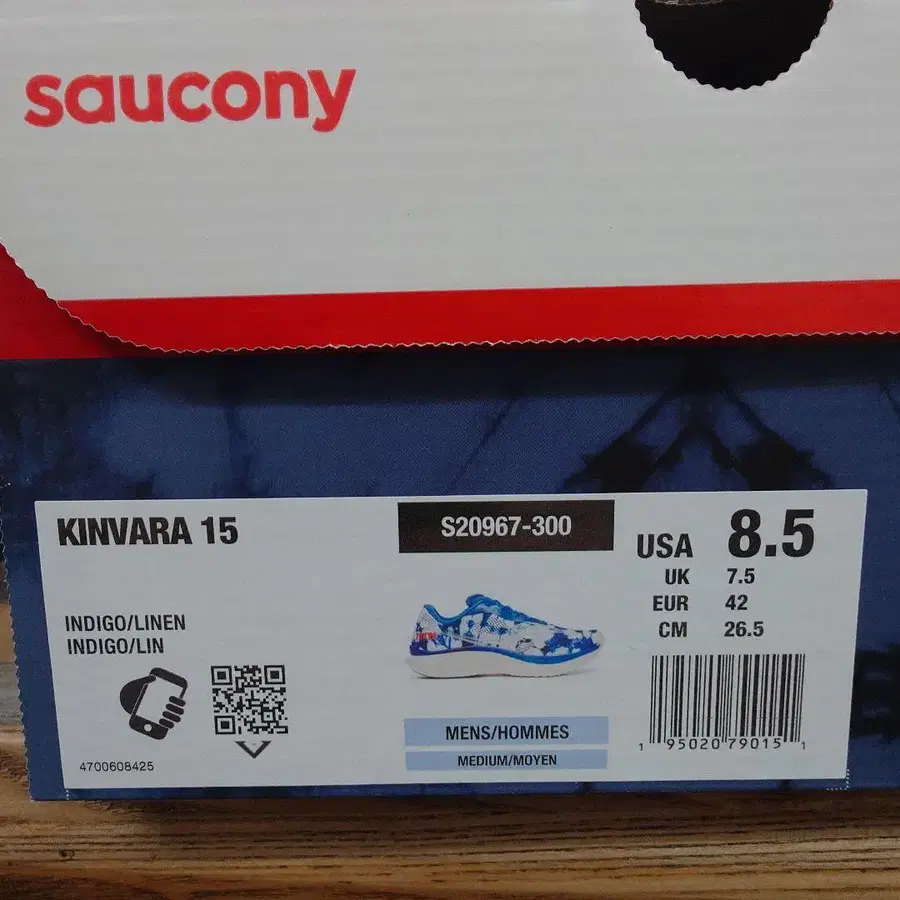 saucony
KINVARA 15
S20967-300
USA 8.5
UK 7.5
EUR 42
CM 26.5
INDIGO/LINEN
INDIGO/LIN
MENS/HOMMES
MEDIUM/MOYEN
4700608425
1 95020 79015 1